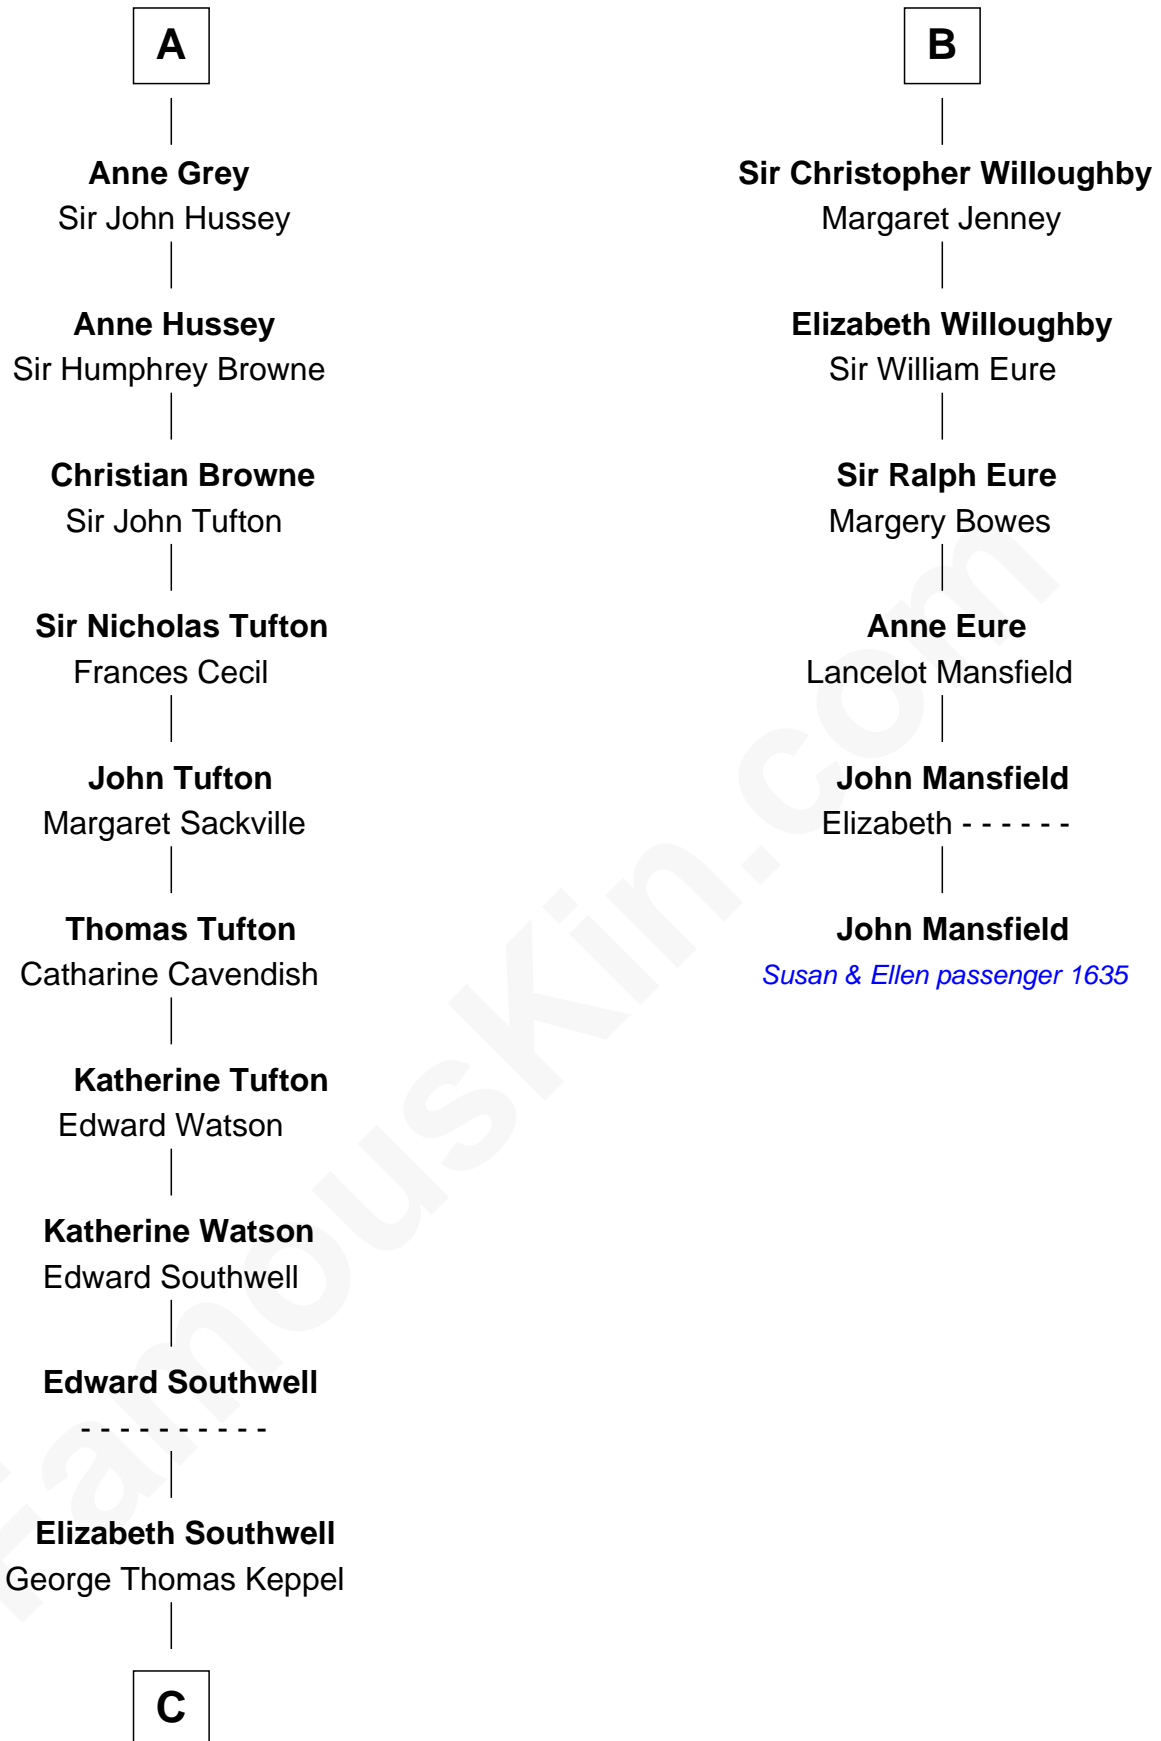 A
Anne Grey
Sir John Hussey
Anne Hussey
Sir Humphrey Browne
Christian Browne
Sir John Tufton
Sir Nicholas Tufton
Frances Cecil
John Tufton
Margaret Sackville
Thomas Tufton
Catharine Cavendish
Katherine Tufton
Edward Watson
Katherine Watson
Edward Southwell
Edward Southwell
- - - - - - - - - -
Elizabeth Southwell
George Thomas Keppel
C
B
Sir Christopher Willoughby
Margaret Jenney
Elizabeth Willoughby
Sir William Eure
Sir Ralph Eure
Margery Bowes
Anne Eure
Lancelot Mansfield
John Mansfield
Elizabeth - - - - - -
John Mansfield
Susan & Ellen passenger 1635
FamousKin.com